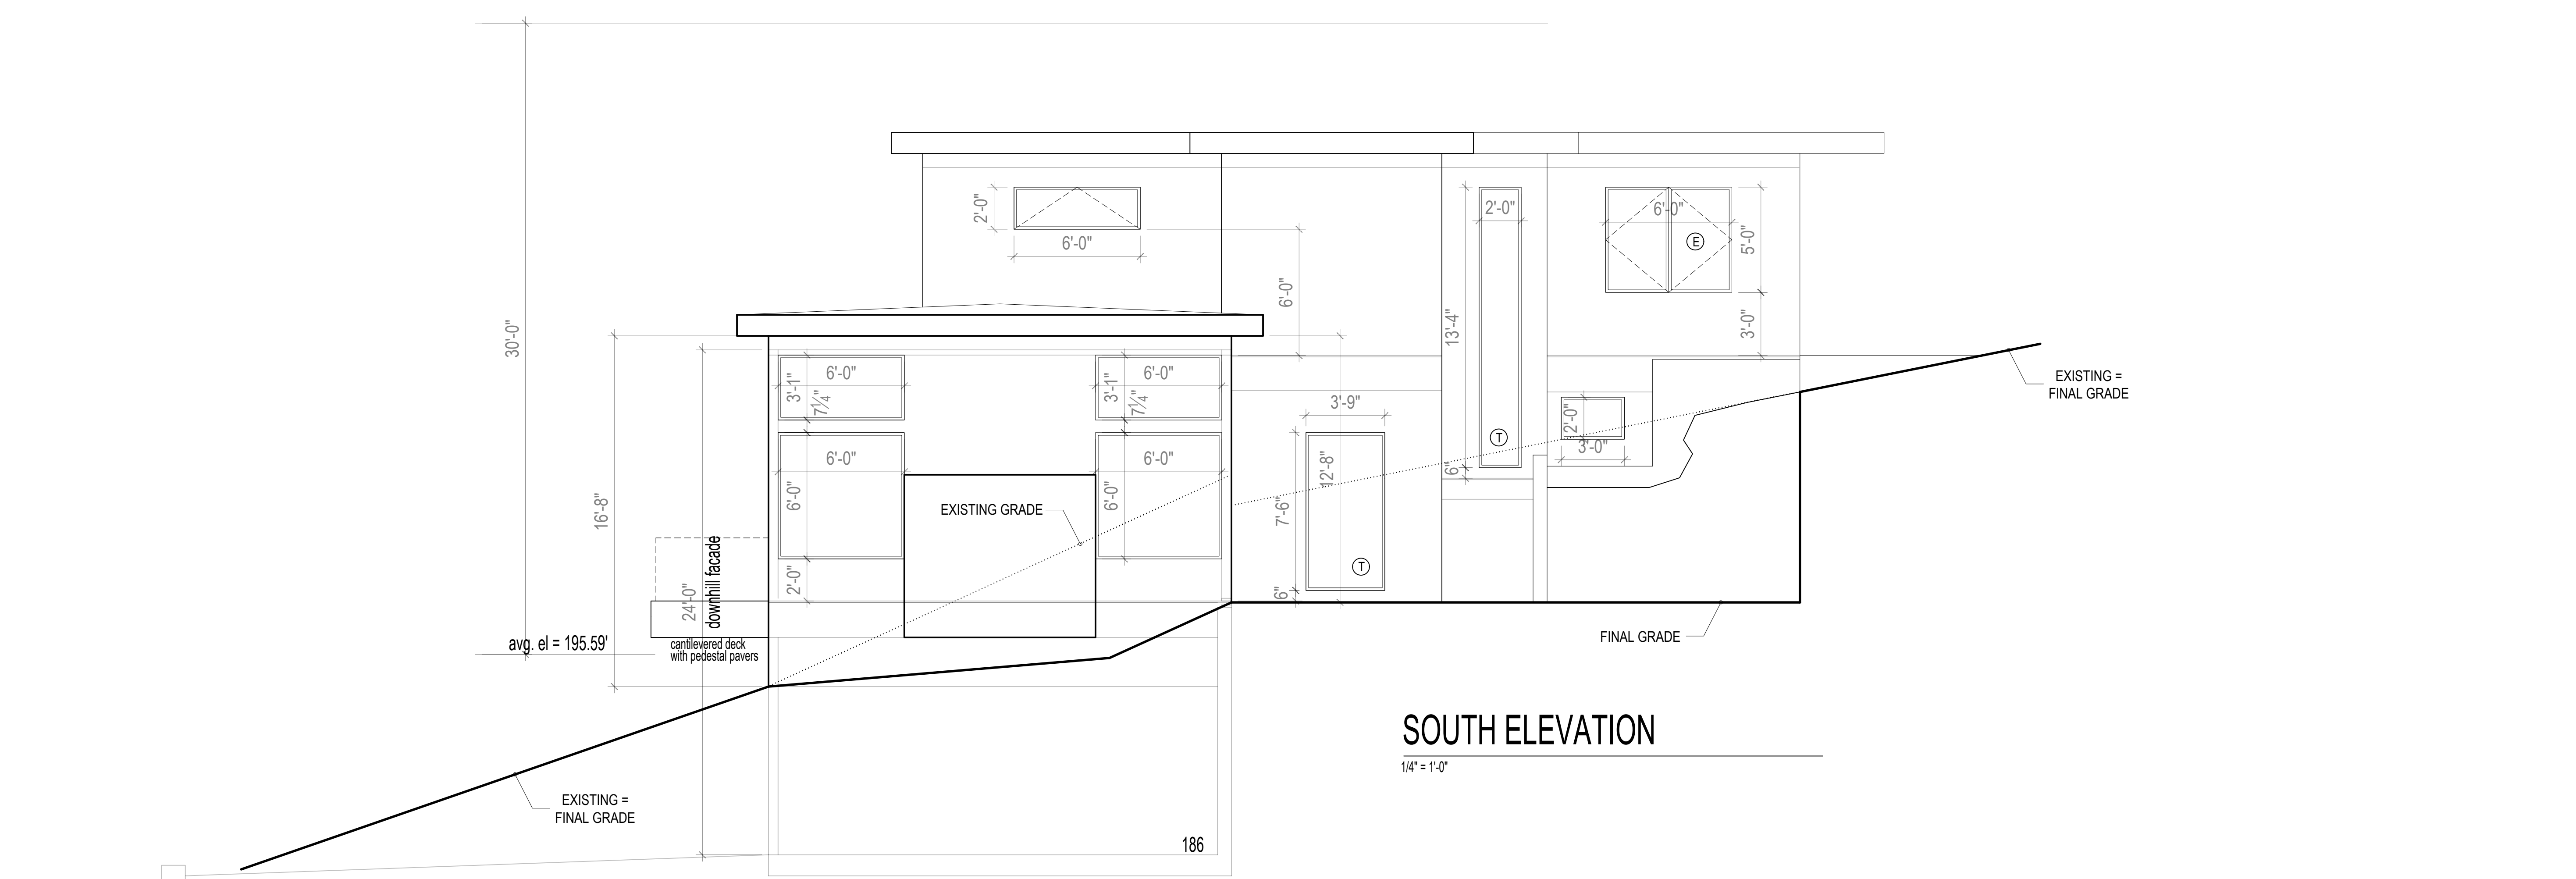 2'-0"
6'-0"
2'-0"
6'-0"
E
5'-0"
30'-0"
6'-0"
13'-4"
3'-0"
6'-0"
3'-1"
7 1/4"
6'-0"
3'-1"
7 1/4"
3'-9"
2'-0"
3'-0"
T
EXISTING =
FINAL GRADE
6'-0"
6'-0"
12'-8"
6"
16'-8"
6'-0"
EXISTING GRADE
6'-0"
7'-6"
T
24'-0"
downhill facade
2'-0"
6"
avg. el = 195.59'
cantilevered deck
with pedestal pavers
FINAL GRADE
SOUTH ELEVATION
1/4" = 1'-0"
EXISTING =
FINAL GRADE
186